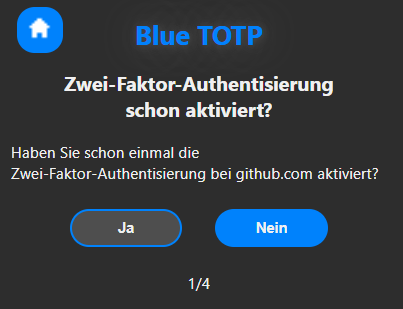 Blue TOTP
Zwei-Faktor-Authentisierung
schon aktiviert?
Haben Sie schon einmal die
Zwei-Faktor-Authentisierung bei github.com aktiviert?
Ja
Nein
1/4